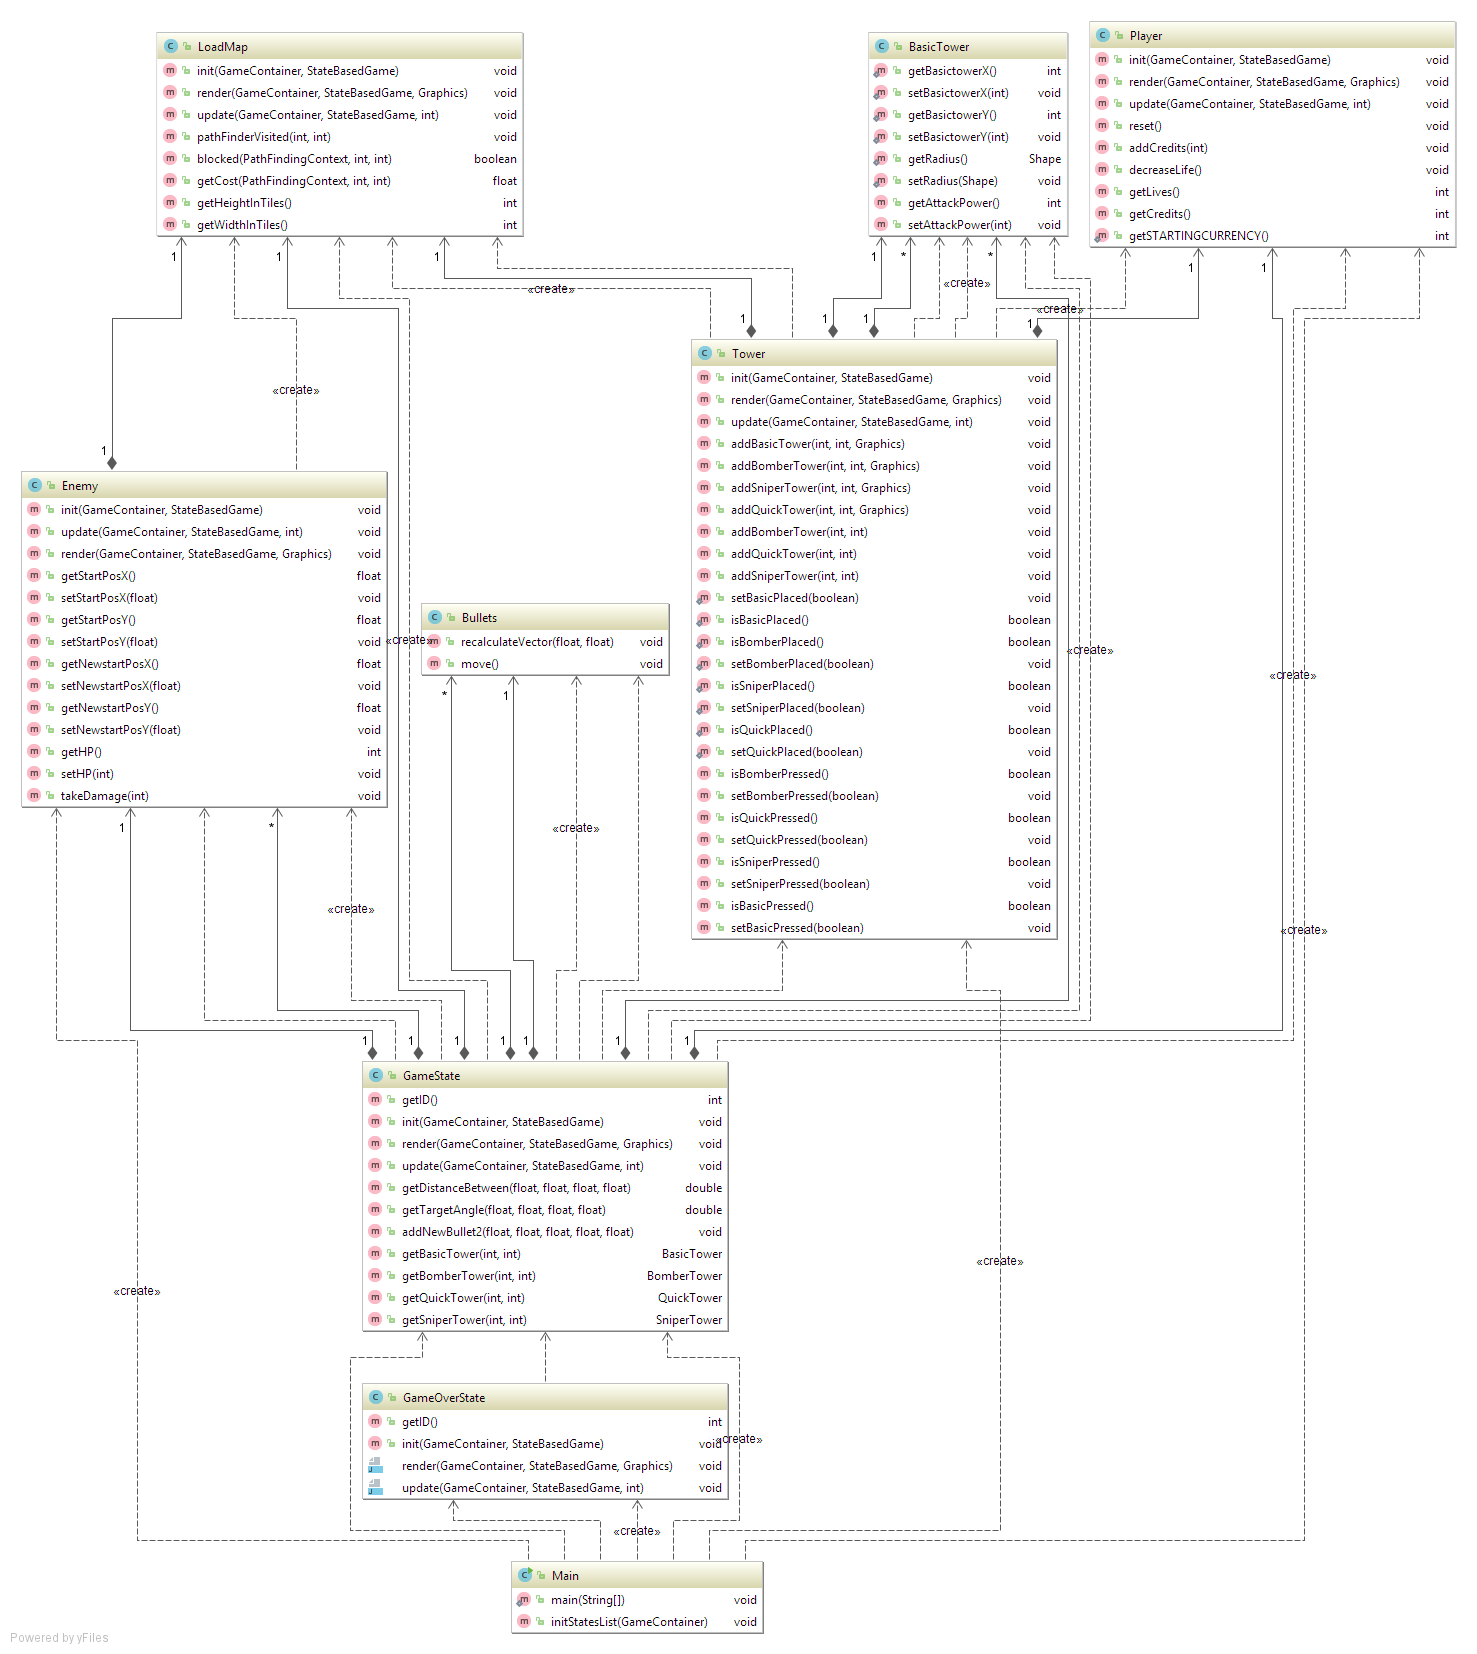 LoadMap
init(GameContainer, StateBasedGame) void
render(GameContainer, StateBasedGame, Graphics) void
update(GameContainer, StateBasedGame, int) void
pathFinderVisited(int, int) void
blocked(PathFindingContext, int, int) boolean
getCost(PathFindingContext, int, int) float
getHeightInTiles() int
getWidthInTiles() int
BasicTower
getBasictowerX() int
setBasictowerX(int) void
getBasictowerY() int
setBasictowerY(int) void
getRadius() Shape
setRadius(Shape) void
getAttackPower() int
setAttackPower(int) void
Player
init(GameContainer, StateBasedGame) void
render(GameContainer, StateBasedGame, Graphics) void
update(GameContainer, StateBasedGame, int) void
reset() void
addCredits(int) void
decreaseLife() void
getLives() int
getCredits() int
getSTARTINGCURRENCY() int
1 1 1 1 * * 1 1
«create»
«create»
«create»
1 1 1 1
«create»
1
Tower
init(GameContainer, StateBasedGame) void
render(GameContainer, StateBasedGame, Graphics) void
update(GameContainer, StateBasedGame, int) void
addBasicTower(int, int, Graphics) void
addBomberTower(int, int, Graphics) void
addSniperTower(int, int, Graphics) void
addQuickTower(int, int, Graphics) void
addBomberTower(int, int) void
addQuickTower(int, int) void
addSniperTower(int, int) void
setBasicPlaced(boolean) void
isBasicPlaced() boolean
isBomberPlaced() boolean
setBomberPlaced(boolean) void
isSniperPlaced() boolean
setSniperPlaced(boolean) void
isQuickPlaced() boolean
setQuickPlaced(boolean) void
isBomberPressed() boolean
setBomberPressed(boolean) void
isQuickPressed() boolean
setQuickPressed(boolean) void
isSniperPressed() boolean
setSniperPressed(boolean) void
isBasicPressed() boolean
setBasicPressed(boolean) void
Enemy
init(GameContainer, StateBasedGame) void
update(GameContainer, StateBasedGame, int) void
render(GameContainer, StateBasedGame, Graphics) void
getStartPosX() float
setStartPosX(float) void
getStartPosY() float
setStartPosY(float) void
getNewstartPosX() float
setNewstartPosX(float) void
getNewstartPosY() float
setNewstartPosY(float) void
getHP() int
setHP(int) void
takeDamage(int) void
Bullets
recalculateVector(float, float) void
move() void
«create»
«create»
«create»
* 1
«create»
1 *
«create»
«create»
1 1 1 1 1 1 1
GameState
getID() int
init(GameContainer, StateBasedGame) void
render(GameContainer, StateBasedGame, Graphics) void
update(GameContainer, StateBasedGame, int) void
getDistanceBetween(float, float, float, float) double
getTargetAngle(float, float, float, float) double
addNewBullet2(float, float, float, float, float) void
getBasicTower(int, int) BasicTower
getBomberTower(int, int) BomberTower
getQuickTower(int, int) QuickTower
getSniperTower(int, int) SniperTower
«create»
«create»
GameOverState
getID() int
init(GameContainer, StateBasedGame) void
render(GameContainer, StateBasedGame, Graphics) void
update(GameContainer, StateBasedGame, int) void
«create»
«create»
Main
main(String[]) void
initStatesList(GameContainer) void
Powered by yFiles